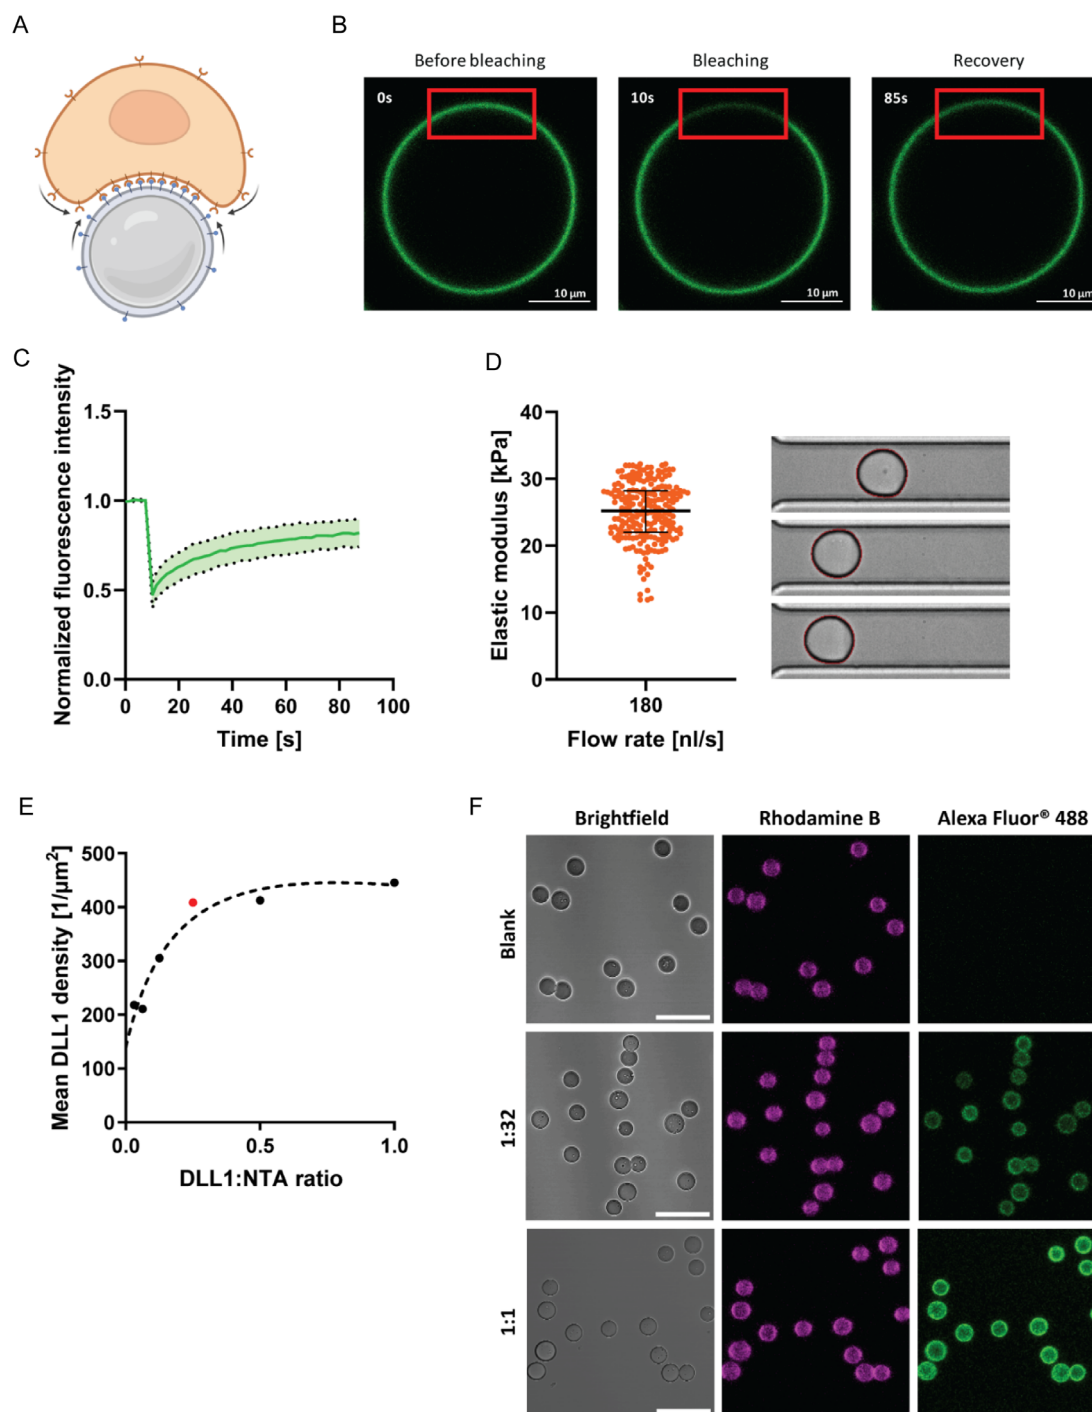 A
B
Before bleaching
Bleaching
Recovery
0s
10s
85s
10 µm
10 µm
10 µm
C
Normalized fluorescence intensity
1.5
1.0
0.5
0.0
0 20 40 60 80 100
Time [s]
D
Elastic modulus [kPa]
40
30
20
10
0
180
Flow rate [nl/s]
E
Mean DLL1 density [1/µm²]
500
400
300
200
100
0
0.0 0.5 1.0
DLL1:NTA ratio
F
Brightfield
Rhodamine B
Alexa Fluor® 488
Blank
1:32
1:1